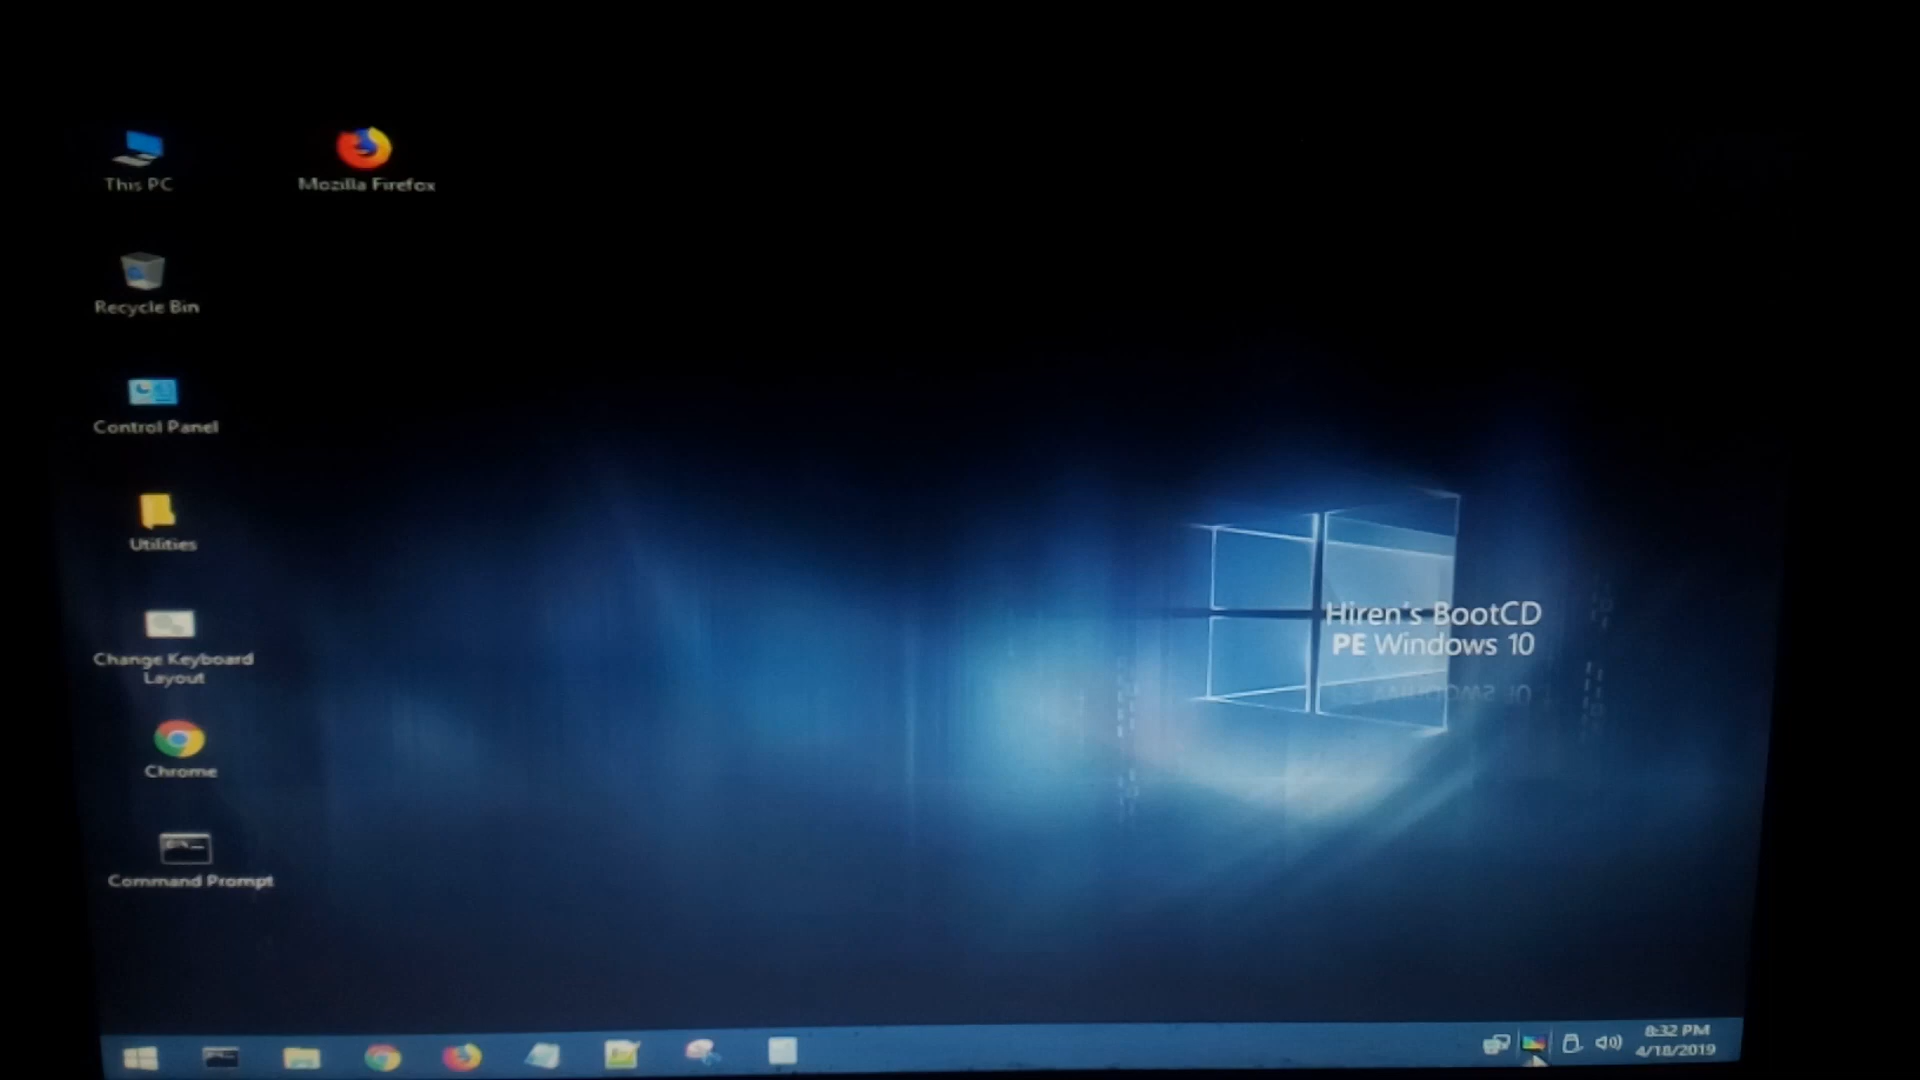 This PC
Mozilla Firefox
Recycle Bin
Control Panel
Utilities
Change Keyboard
Layout
Chrome
Command Prompt
Hiren's BootCD
PE Windows 10
8:32 PM
4/18/2019